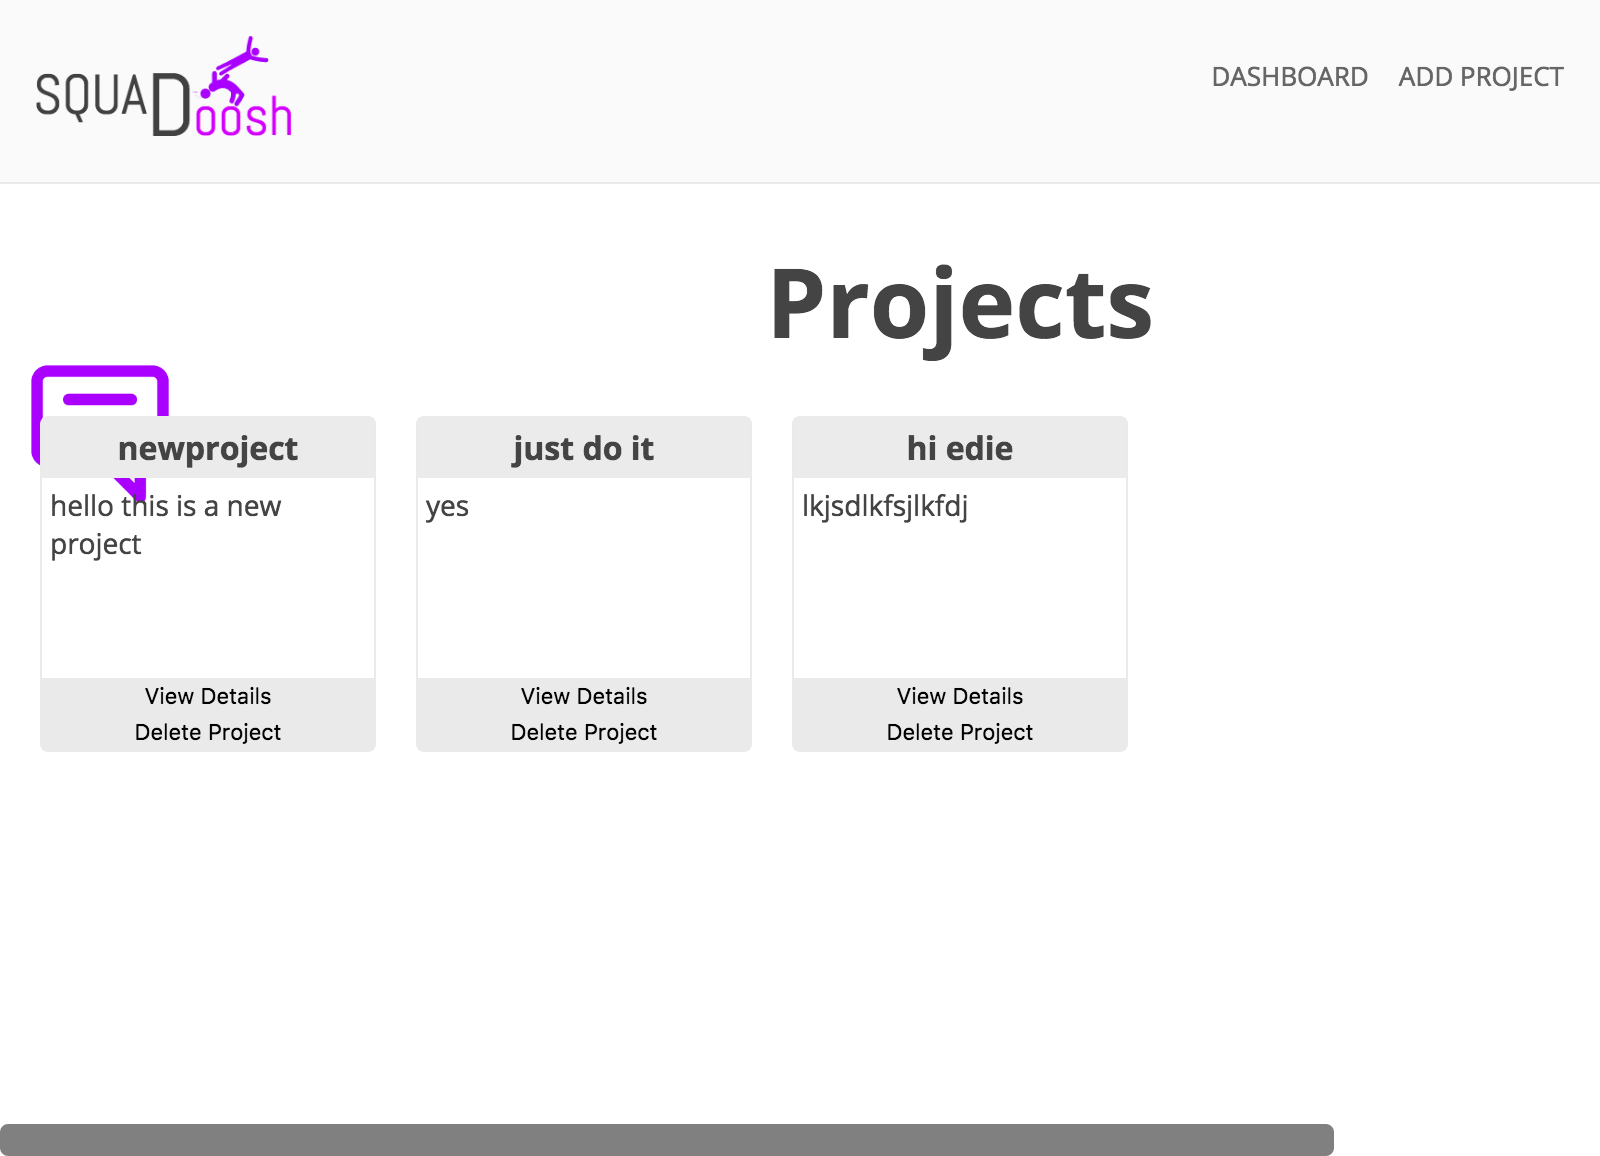 SQUADoosh
DASHBOARD ADD PROJECT
Projects
newproject
hello this is a new
project
View Details
Delete Project
just do it
yes
View Details
Delete Project
hi edie
lkjsdlkfsjlkfdj
View Details
Delete Project